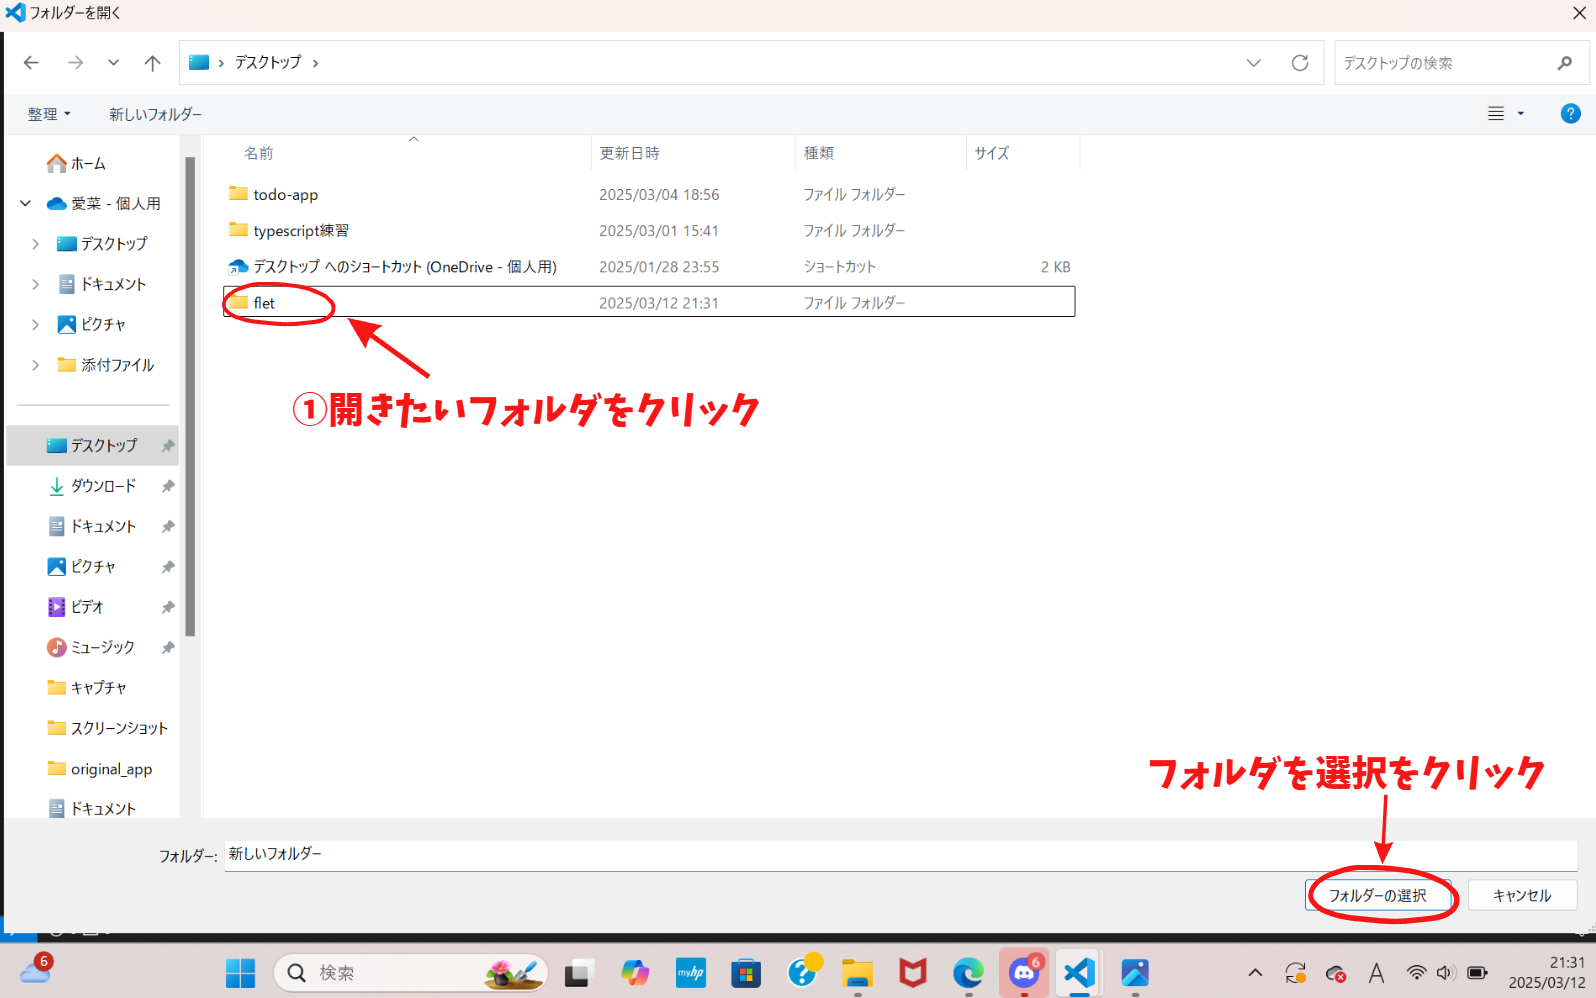 フォルダーを開く
デスクトップ
デスクトップの検索
整理
新しいフォルダー
ホーム
愛菜 - 個人用
デスクトップ
ドキュメント
ピクチャ
添付ファイル
デスクトップ
ダウンロード
ドキュメント
ピクチャ
ビデオ
ミュージック
キャプチャ
スクリーンショット
original_app
ドキュメント
名前 更新日時 種類 サイズ
todo-app 2025/03/04 18:56 ファイル フォルダー
typescript練習 2025/03/01 15:41 ファイル フォルダー
デスクトップ へのショートカット (OneDrive - 個人用) 2025/01/28 23:55 ショートカット 2 KB
flet 2025/03/12 21:31 ファイル フォルダー
①開きたいフォルダをクリック
フォルダを選択をクリック
フォルダー: 新しいフォルダー
フォルダーの選択 キャンセル
6
検索
myhp
6
A
21:31
2025/03/12